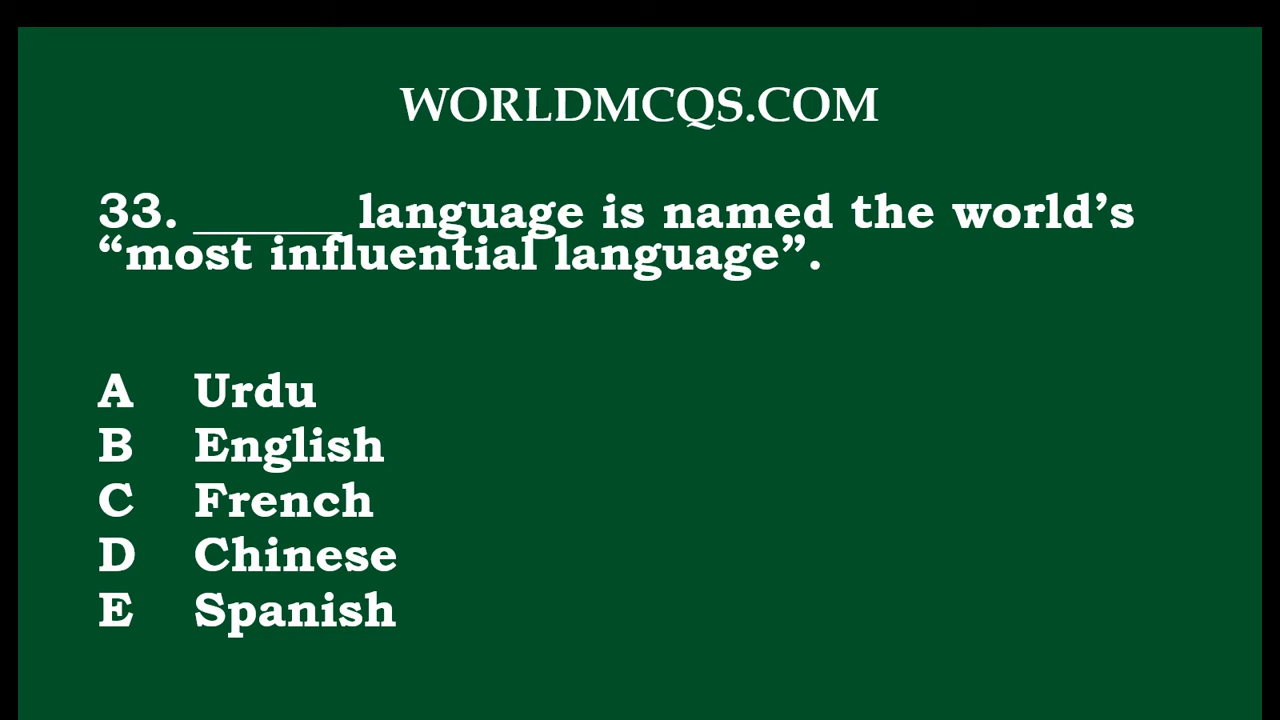 WORLDMCQS.COM
33. ______ language is named the world’s
“most influential language”.
A Urdu
B English
C French
D Chinese
E Spanish